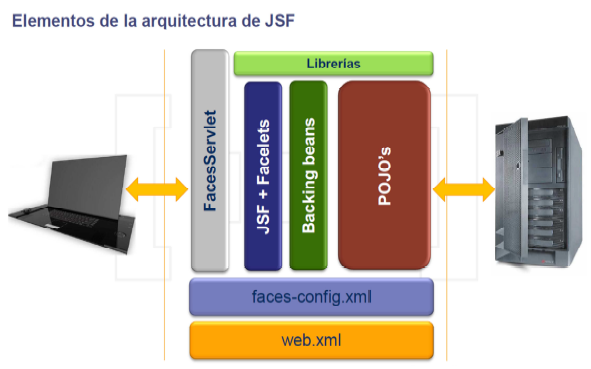 Elementos de la arquitectura de JSF
Librerías
FacesServlet
JSF + Facelets
Backing beans
POJO's
faces-config.xml
web.xml